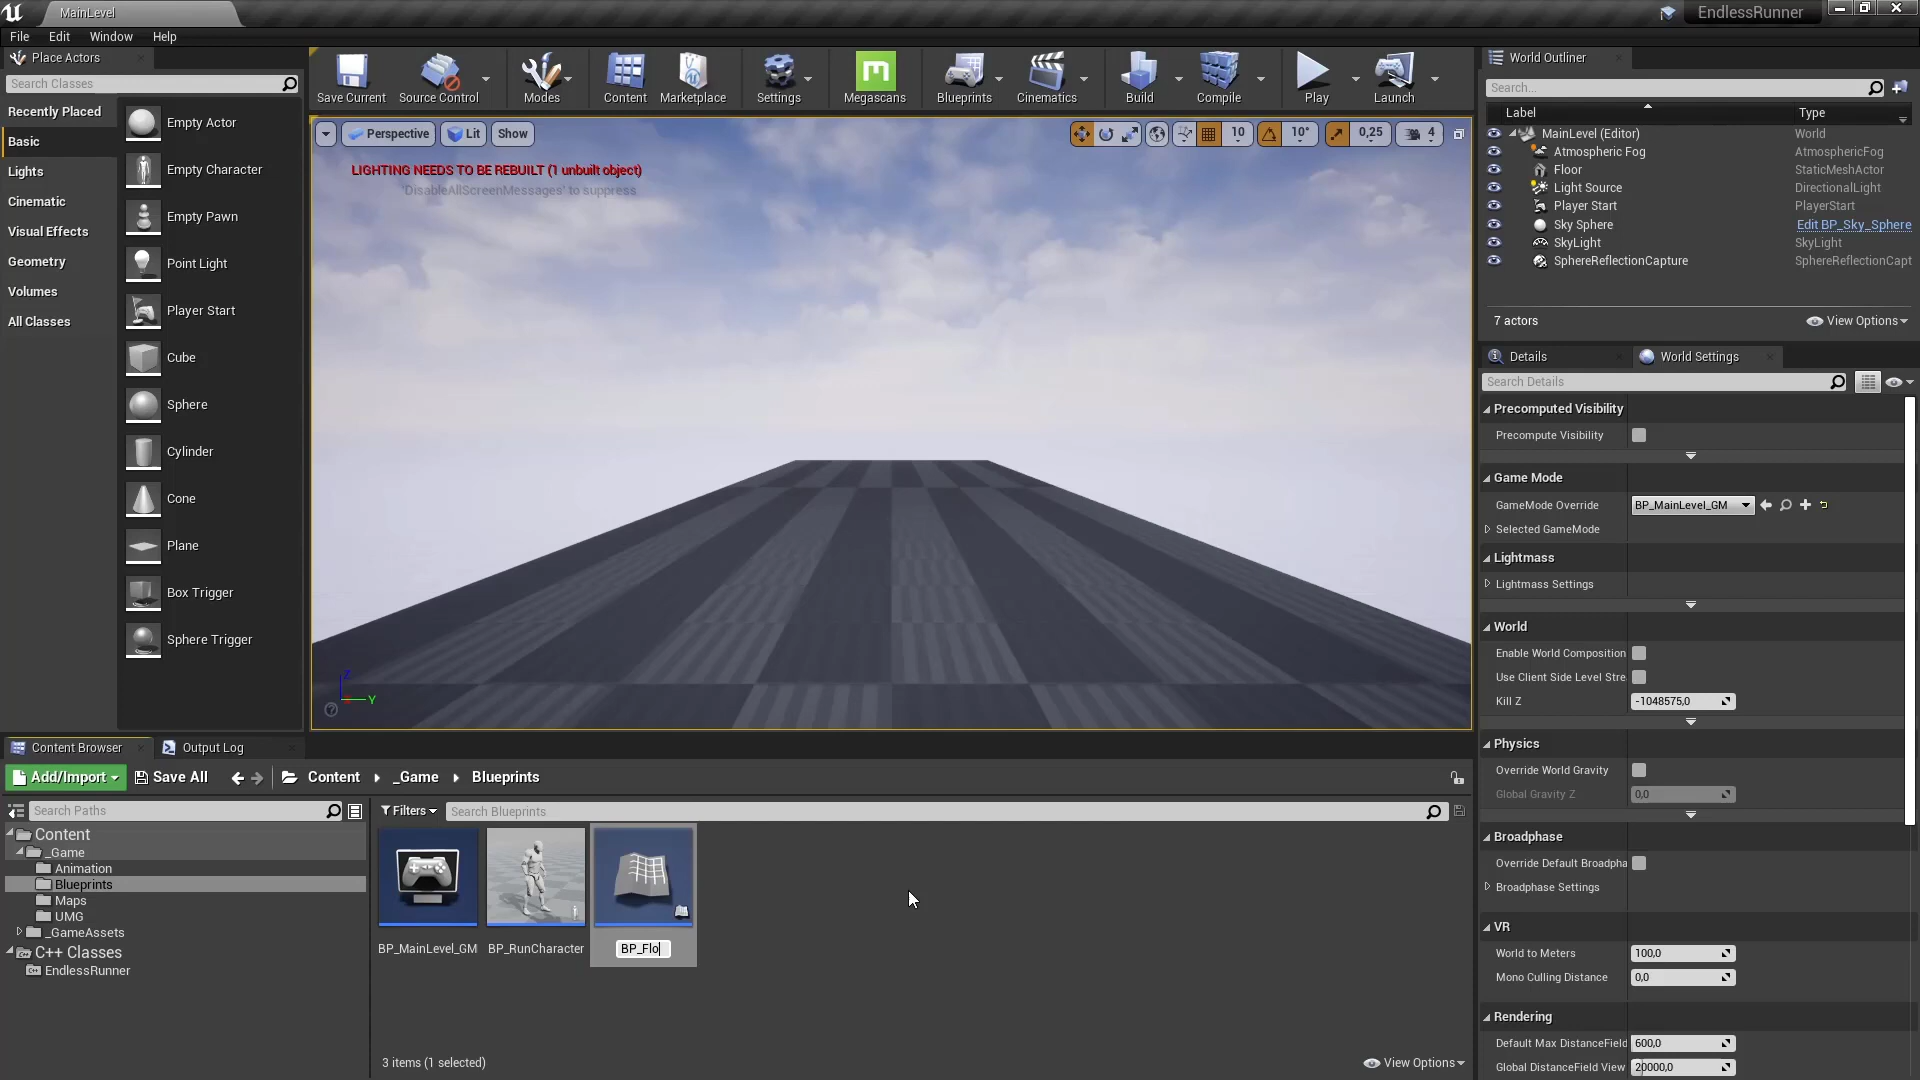 MainLevel
EndlessRunner
File Edit Window Help
Place Actors
Search Classes
Recently Placed
Basic
Lights
Cinematic
Visual Effects
Geometry
Volumes
All Classes
Empty Actor
Empty Character
Empty Pawn
Point Light
Player Start
Cube
Sphere
Cylinder
Cone
Plane
Box Trigger
Sphere Trigger
Save Current Source Control Modes Content Marketplace Settings Megascans Blueprints Cinematics Build Compile Play Launch
Perspective Lit Show
10 10° 0,25 4
LIGHTING NEEDS TO BE REBUILT (1 unbuilt object)
'DisableAllScreenMessages' to suppress
Z
Y
World Outliner
Search...
Label Type
MainLevel (Editor) World
Atmospheric Fog AtmosphericFog
Floor StaticMeshActor
Light Source DirectionalLight
Player Start PlayerStart
Sky Sphere Edit BP_Sky_Sphere
SkyLight SkyLight
SphereReflectionCapture SphereReflectionCapt
7 actors View Options
Details World Settings
Search Details
Precomputed Visibility
Precompute Visibility
Game Mode
GameMode Override BP_MainLevel_GM
Selected GameMode
Lightmass
Lightmass Settings
World
Enable World Composition
Use Client Side Level Stre
Kill Z -1048575,0
Physics
Override World Gravity
Global Gravity Z 0,0
Broadphase
Override Default Broadpha
Broadphase Settings
VR
World to Meters 100,0
Mono Culling Distance 0,0
Rendering
Default Max DistanceField 600,0
Global DistanceField View 20000,0
Content Browser Output Log
Add/Import Save All Content _Game Blueprints
Search Paths
Filters Search Blueprints
Content
_Game
Animation
Blueprints
Maps
UMG
_GameAssets
C++ Classes
EndlessRunner
BP_MainLevel_GM BP_RunCharacter BP_Flo
3 items (1 selected) View Options